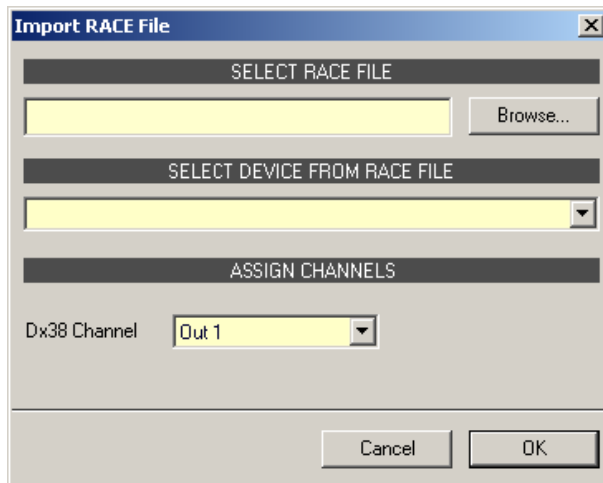 Import RACE File
SELECT RACE FILE
Browse...
SELECT DEVICE FROM RACE FILE
ASSIGN CHANNELS
Dx38 Channel Out 1
Cancel OK